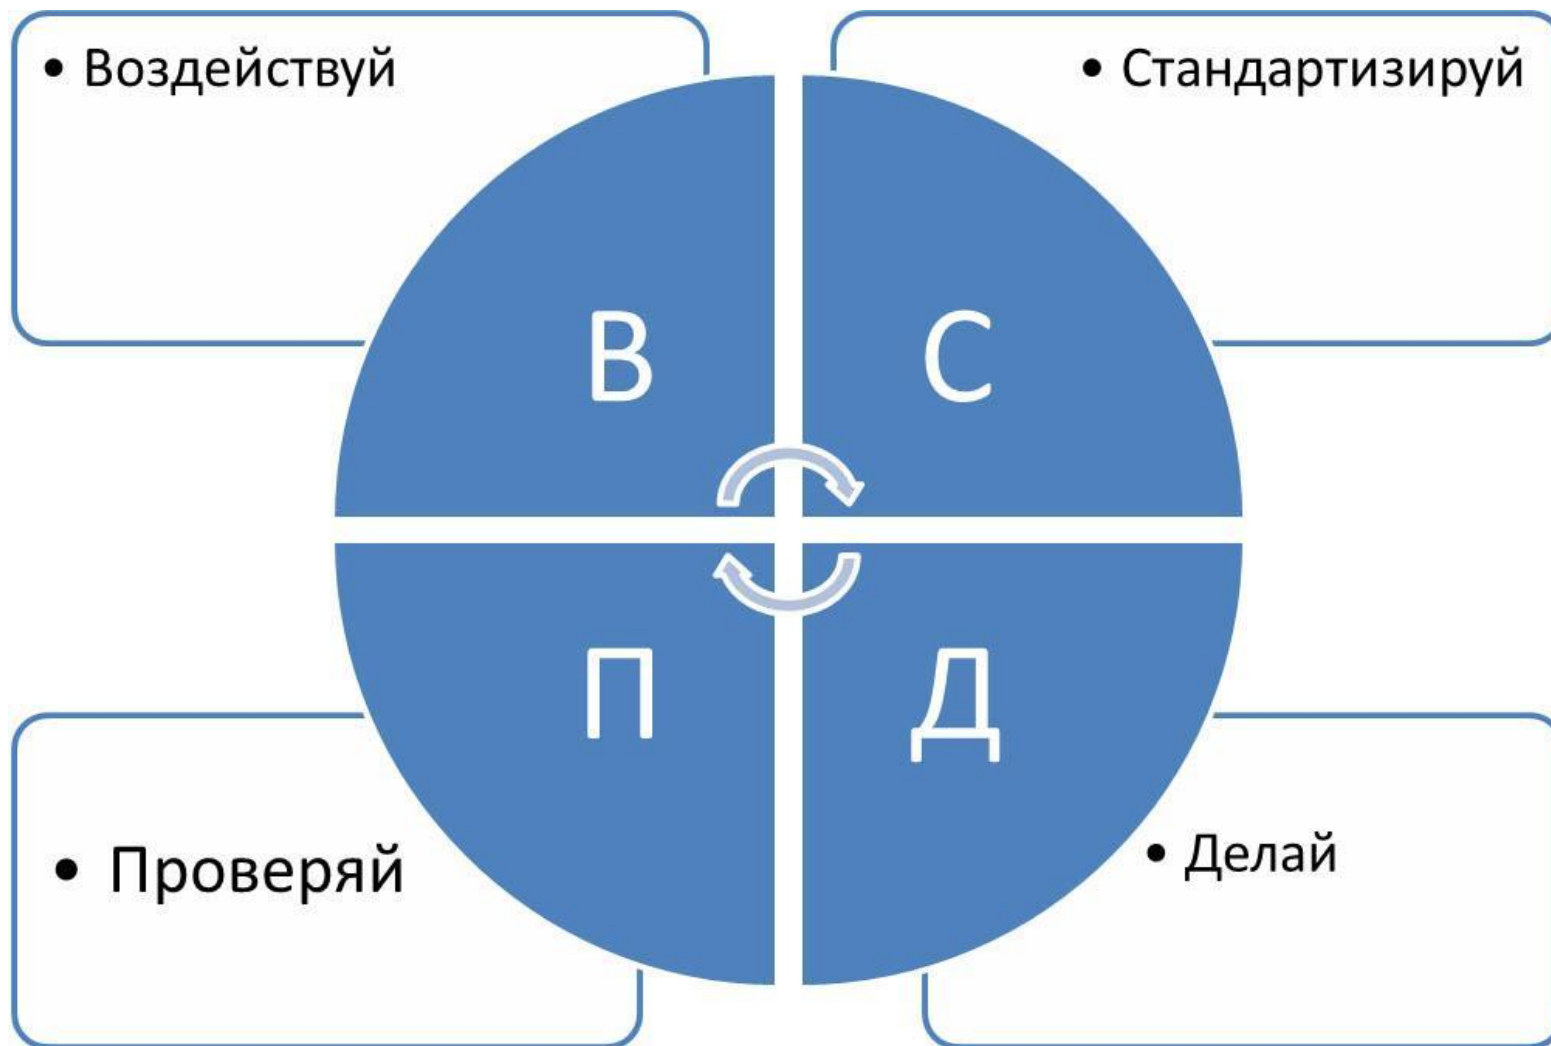 • Воздействуй
• Стандартизируй
В
С
П
Д
• Проверяй
• Делай